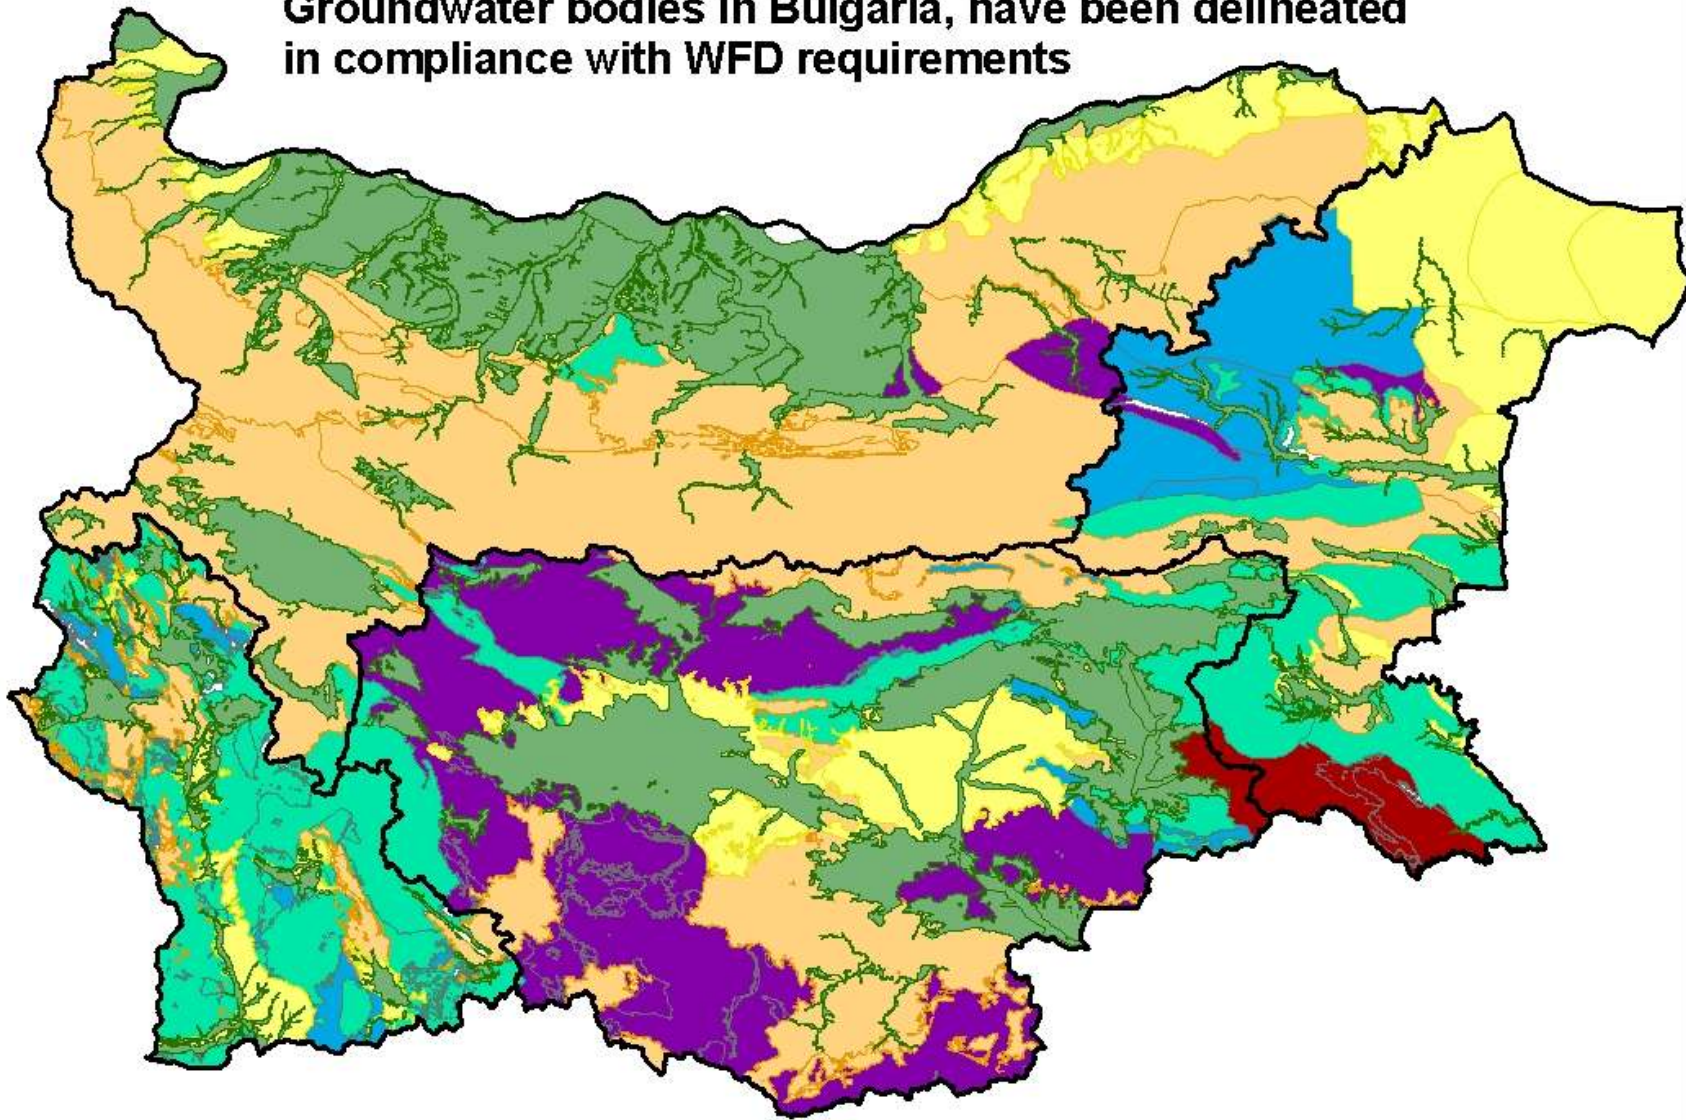 Groundwater bodies in Bulgaria, have been delineated
in compliance with WFD requirements